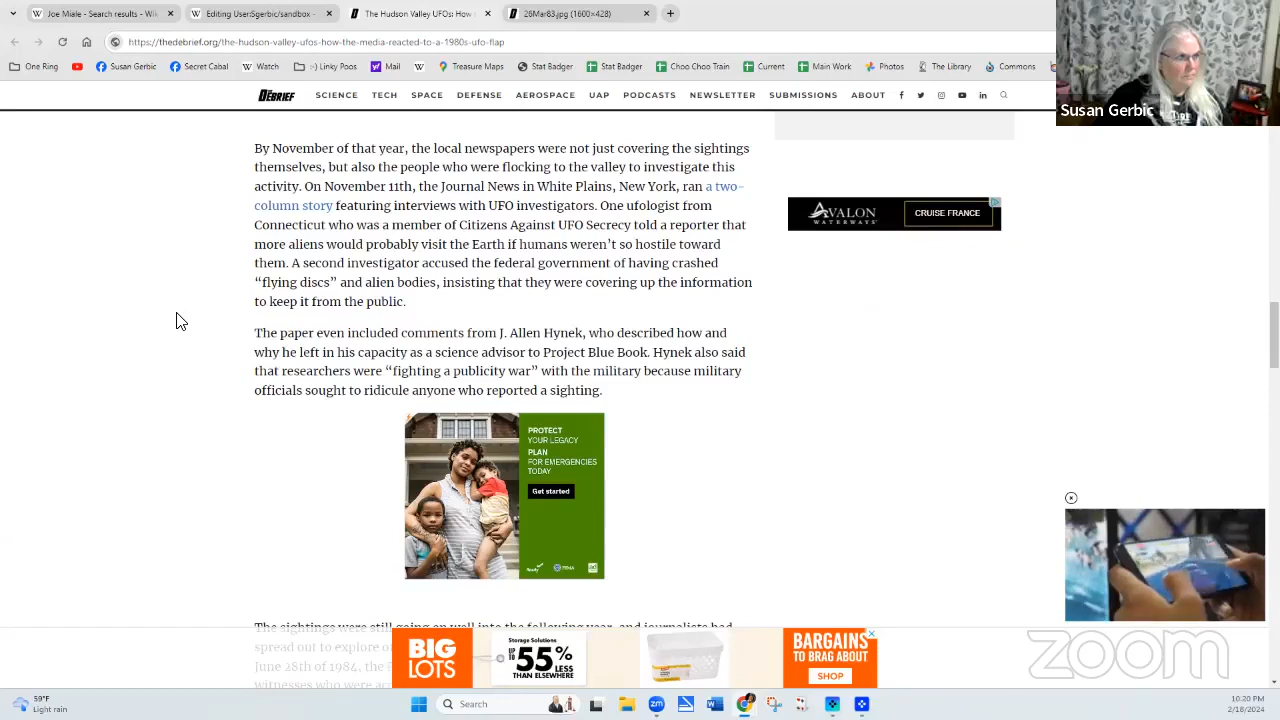 Joe Miale - Search results - Wiki
Editing UserGerbic/sandbox -
The Hudson Valley UFOs: How the
26Mar83.jpg (1600×428)
https://thedebrief.org/the-hudson-valley-ufos-how-the-media-reacted-to-a-1980s-ufo-flap
One Ring
Susan Gerbic
Secret Cabal
:-) Linky Poo
Mail
Treasure Maps
Stat Badger
Stat Badger
Choo Choo Train
Current
Main Work
Photos
The Library
Commons
Susan Gerbic
THE DEBRIEF
SCIENCE TECH SPACE DEFENSE AEROSPACE UAP PODCASTS NEWSLETTER SUBMISSIONS ABOUT
By November of that year, the local newspapers were not just covering the sightings
themselves, but also the people who were flocking to the valley to investigate this
activity. On November 11th, the Journal News in White Plains, New York, ran a two-
column story featuring interviews with UFO investigators. One ufologist from
Connecticut who was a member of Citizens Against UFO Secrecy told a reporter that
more aliens would probably visit the Earth if humans weren't so hostile toward
them. A second investigator accused the federal government of having crashed
“flying discs” and alien bodies, insisting that they were covering up the information
to keep it from the public.
The paper even included comments from J. Allen Hynek, who described how and
why he left in his capacity as a science advisor to Project Blue Book. Hynek also said
that researchers were “fighting a publicity war” with the military because military
officials sought to ridicule anyone who reported a sighting.
AVALON
WATERWAYS
CRUISE FRANCE
PROTECT
YOUR LEGACY
PLAN
FOR EMERGENCIES
TODAY
Get started
Ready
FEMA
ad
The sightings were still going on well into the following year, and journalists had
spread out to explore o
June 28th of 1984, the
witnesses who were
BIG
LOTS
Storage Solutions
UP TO 55% LESS
THAN ELSEWHERE
BARGAINS
TO BRAG ABOUT
SHOP
zoom
59°F
Light rain
Search
10:20 PM
2/18/2024